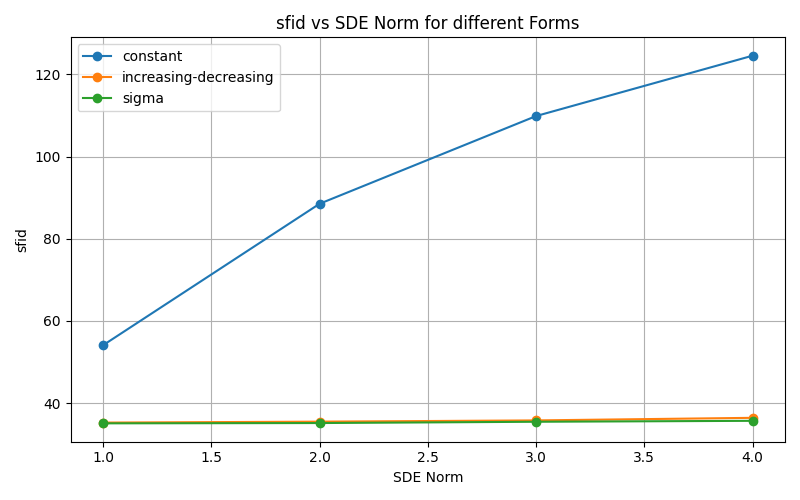 sfid vs SDE Norm for different Forms
constant
increasing-decreasing
sigma
120
100
80
60
40
sfid
1.0 1.5 2.0 2.5 3.0 3.5 4.0
SDE Norm